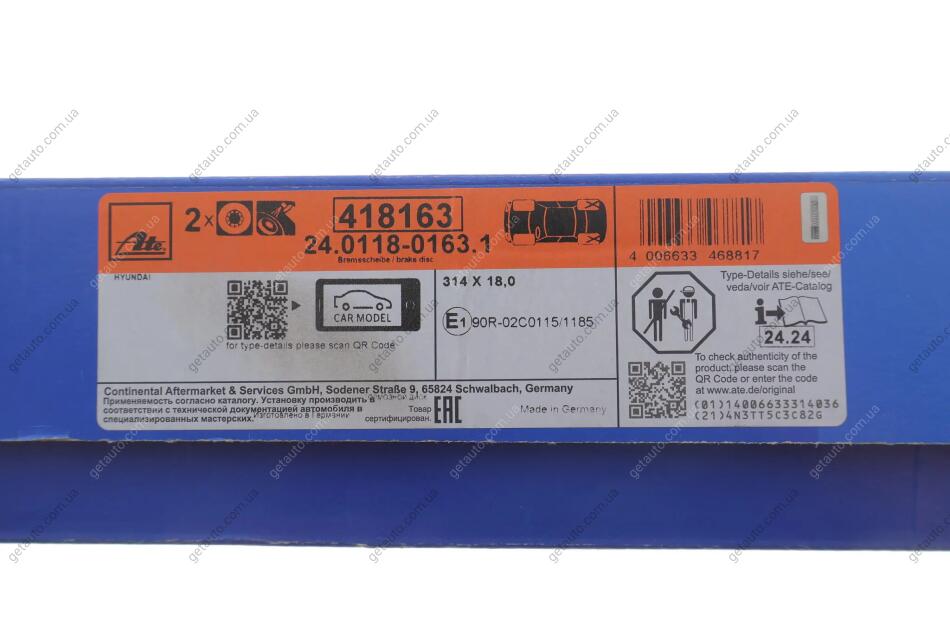 Ate
2x
418163
24.0118-0163.1
Bremsscheibe / brake disc
4 006633 468817
HYUNDAI
CAR MODEL
for type-details please scan QR Code
314 X 18,0
E1 90R-02C0115/1185
Type-Details siehe/see/
veda/voir ATE-Catalog
i
24.24
To check authenticity of the
product, please scan the
QR Code or enter the code
at www.ate.de/original
(01)14006633314036
(21)4N3TT5C3C82G
Continental Aftermarket & Services GmbH, Sodener Straße 9, 65824 Schwalbach, Germany
Применяемость согласно каталогу. Установку производить в
соответствии с технической документацией автомобиля в
специализированных мастерских.
Изготовлено в Германии
Товар
сертифицирован.
EAC
Made in Germany
getauto.com.ua